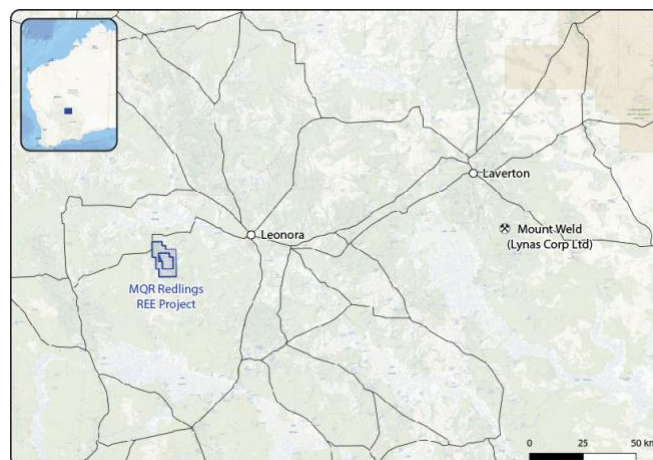 Laverton
Mount Weld
(Lynas Corp Ltd)
Leonora
MQR Redlings
REE Project
0 25 50 km